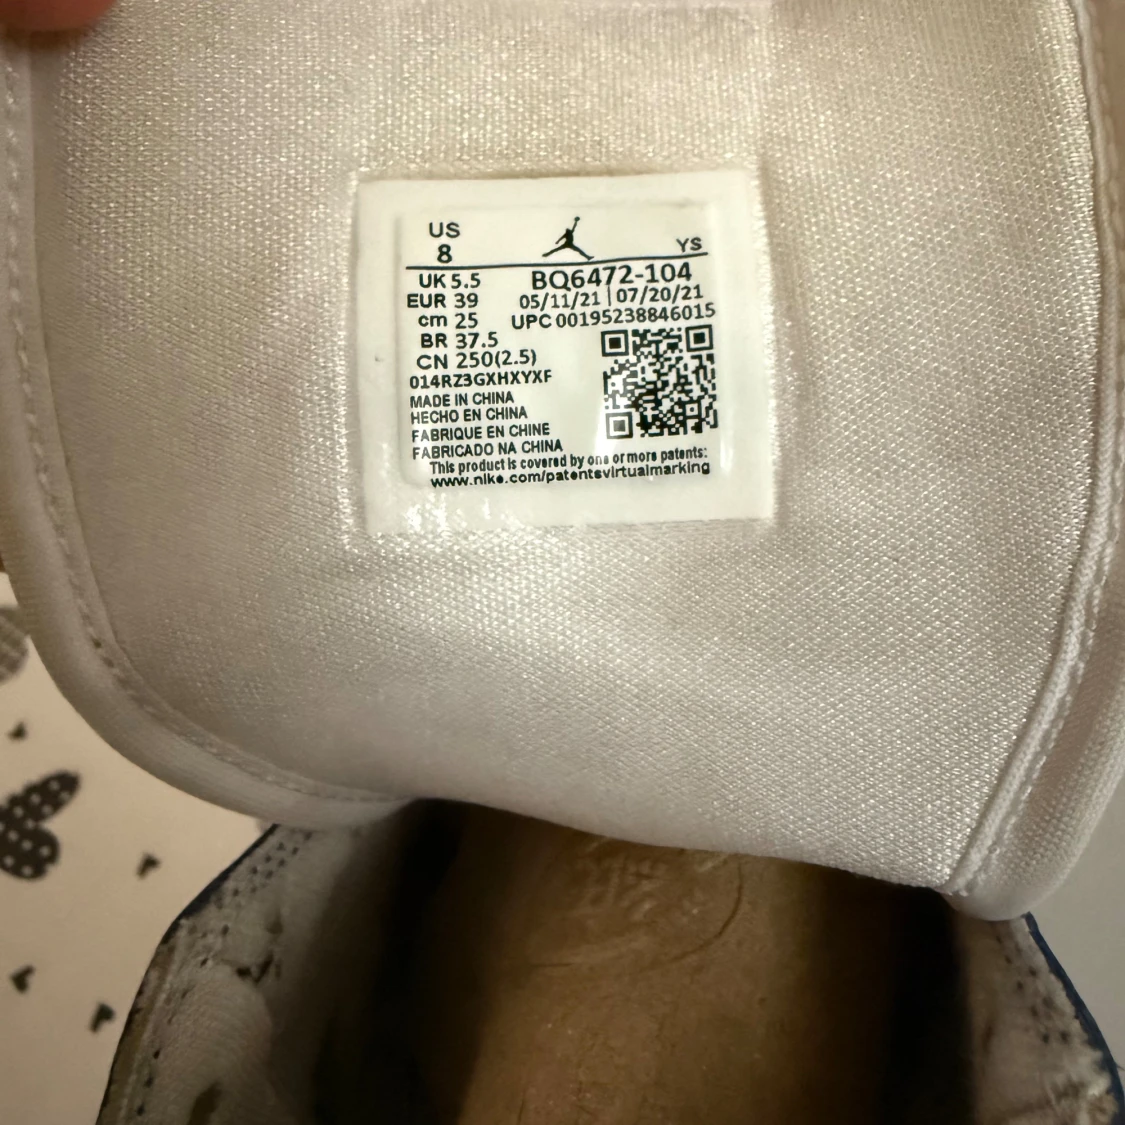 US
8
YS
UK 5.5
BQ6472-104
EUR 39
05/11/21 | 07/20/21
cm 25
UPC 00195238846015
BR 37.5
CN 250(2.5)
014RZ3GXHXYXF
MADE IN CHINA
HECHO EN CHINA
FABRIQUE EN CHINE
FABRICADO NA CHINA
This product is covered by one or more patents:
www.nike.com/patentsvirtualmarking